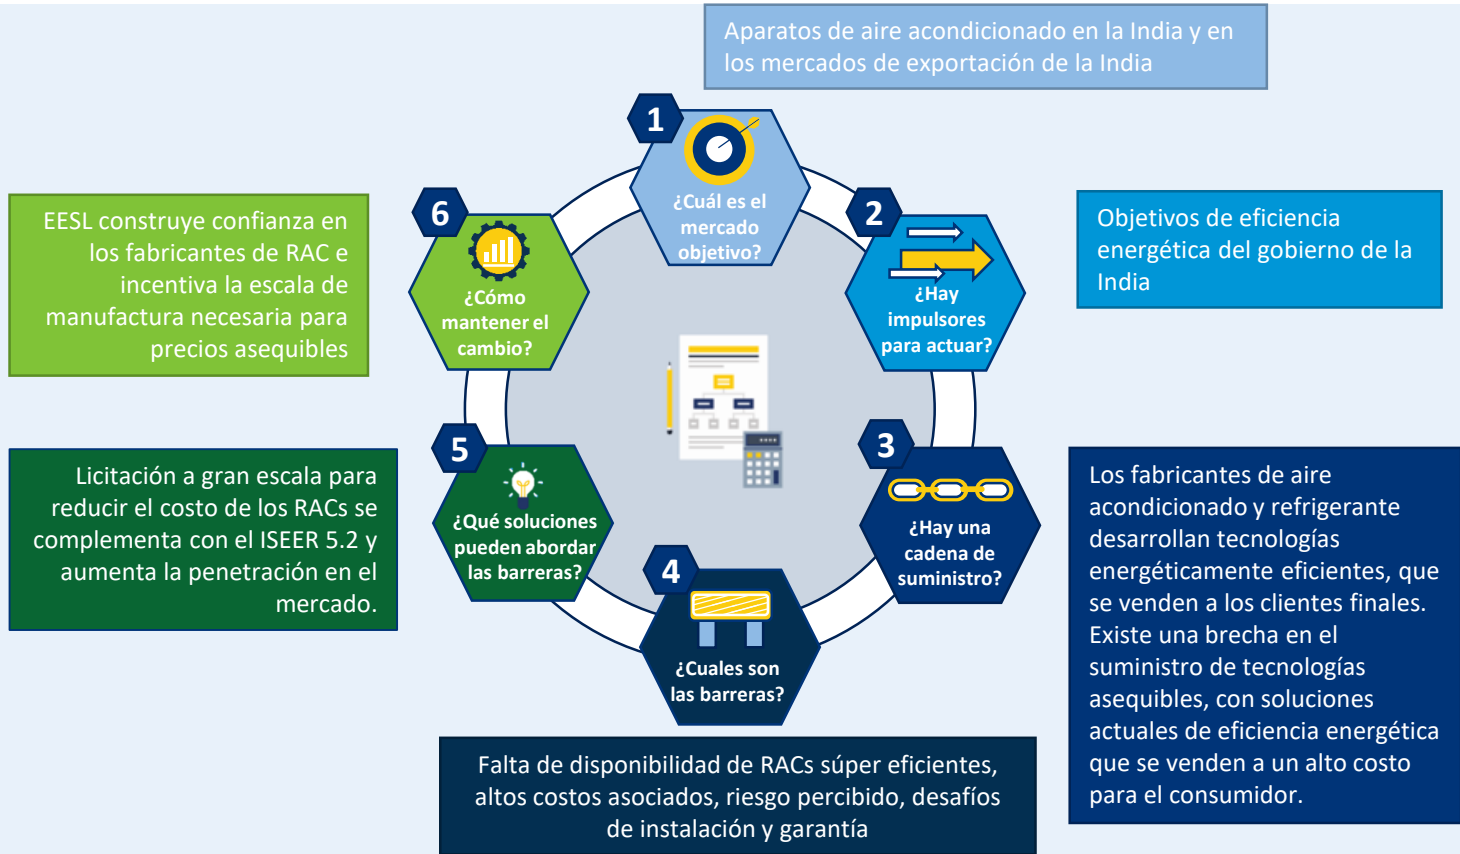 Aparatos de aire acondicionado en la India y en
los mercados de exportación de la India
1
¿Cuál es el
mercado
objetivo?
2
¿Hay
impulsores
para actuar?
Objetivos de eficiencia
energética del gobierno de la
India
3
¿Hay una
cadena de
suministro?
Los fabricantes de aire
acondicionado y refrigerante
desarrollan tecnologías
energéticamente eficientes, que
se venden a los clientes finales.
Existe una brecha en el
suministro de tecnologías
asequibles, con soluciones
actuales de eficiencia energética
que se venden a un alto costo
para el consumidor.
4
¿Cuales son
las barreras?
Falta de disponibilidad de RACs súper eficientes,
altos costos asociados, riesgo percibido, desafíos
de instalación y garantía
5
¿Qué soluciones
pueden abordar
las barreras?
Licitación a gran escala para
reducir el costo de los RACs se
complementa con el ISEER 5.2 y
aumenta la penetración en el
mercado.
6
¿Cómo
mantener el
cambio?
EESL construye confianza en
los fabricantes de RAC e
incentiva la escala de
manufactura necesaria para
precios asequibles